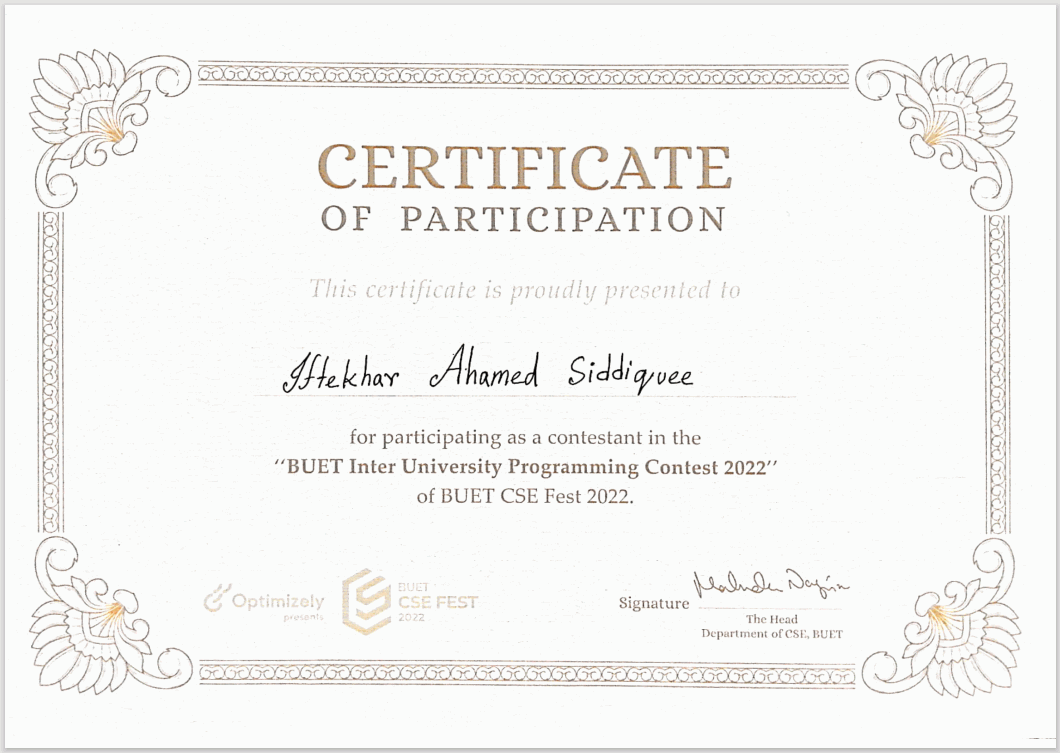 CERTIFICATE
OF PARTICIPATION
This certificate is proudly presented to
Iftekhar Ahamed Siddiquee
for participating as a contestant in the
“BUET Inter University Programming Contest 2022”
of BUET CSE Fest 2022.
Optimizely
presents
BUET
CSE FEST
2022
Signature
The Head
Department of CSE, BUET